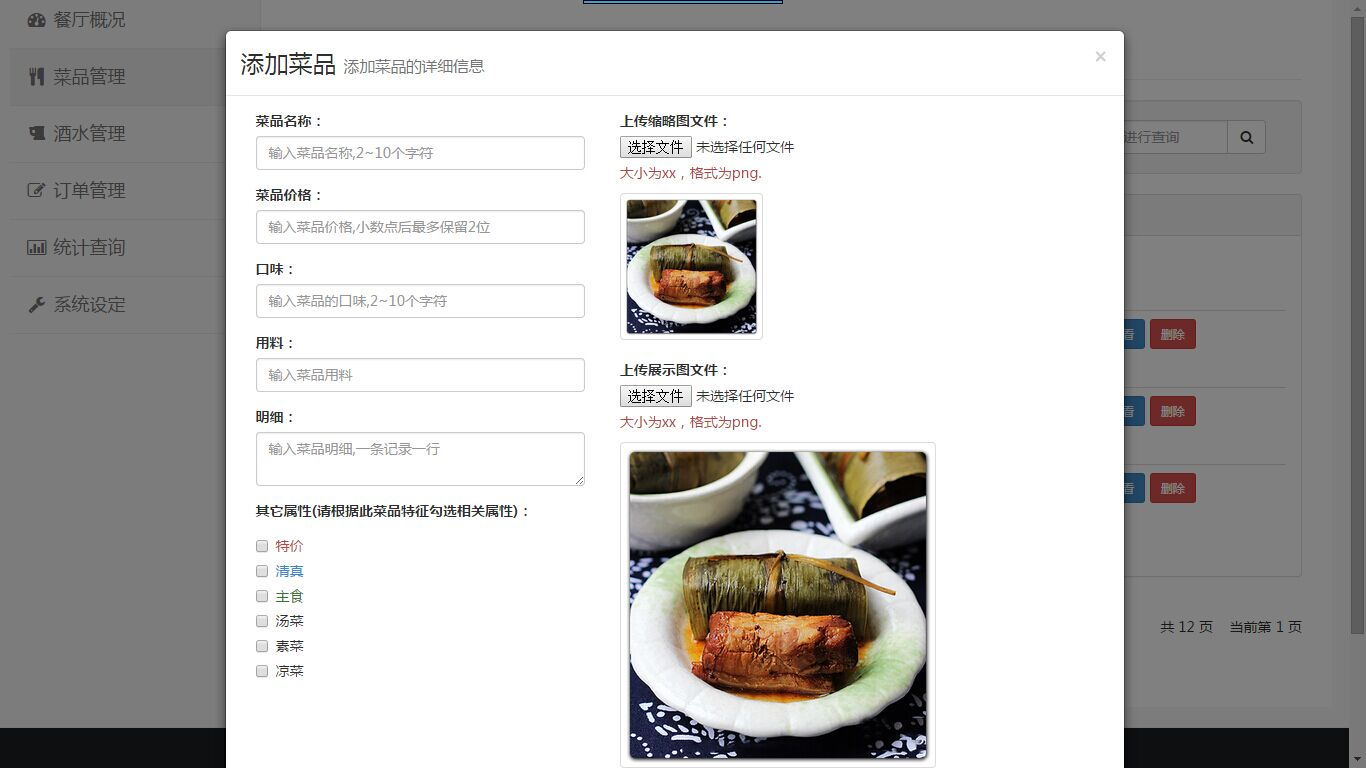 餐厅概况
菜品管理
酒水管理
订单管理
统计查询
系统设定
添加菜品 添加菜品的详细信息
×
菜品名称：
输入菜品名称,2~10个字符
菜品价格：
输入菜品价格,小数点后最多保留2位
口味：
输入菜品的口味,2~10个字符
用料：
输入菜品用料
明细：
输入菜品明细,一条记录一行
其它属性(请根据此菜品特征勾选相关属性)：
特价
清真
主食
汤菜
素菜
凉菜
上传缩略图文件：
选择文件 未选择任何文件
大小为xx，格式为png.
上传展示图文件：
选择文件 未选择任何文件
大小为xx，格式为png.
进行查询
看 删除
看 删除
看 删除
共 12 页 当前第 1 页